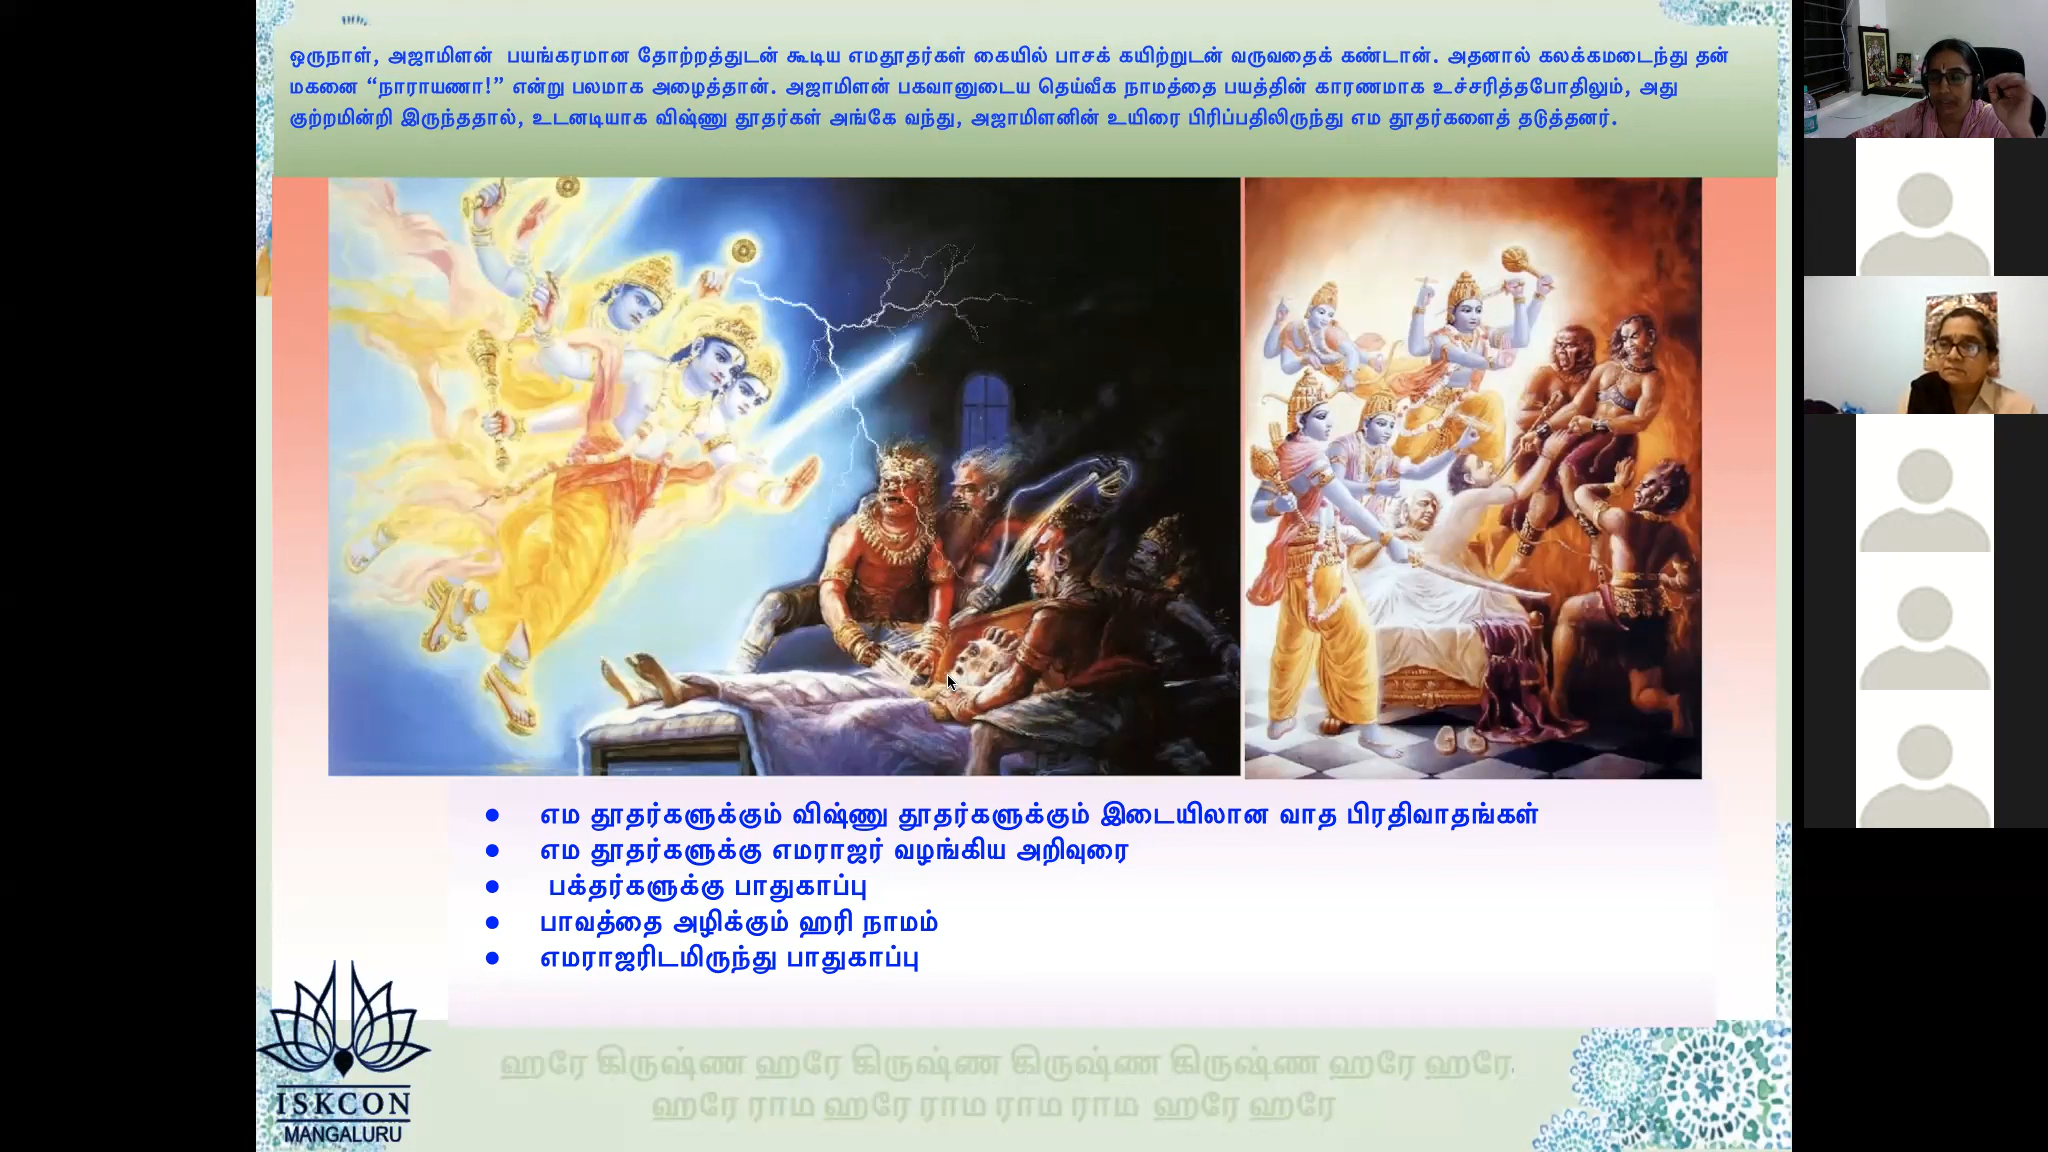 ஒருநாள், அஜாமிளன்  பயங்கரமான தோற்றத்துடன் கூடிய எமதூதர்கள் கையில் பாசக் கயிற்றுடன் வருவதைக் கண்டான். அதனால் கலக்கமடைந்து தன்
மகனை “நாராயணா!” என்று பலமாக அழைத்தான். அஜாமிளன் பகவானுடைய தெய்வீக நாமத்தை பயத்தின் காரணமாக உச்சரித்தபோதிலும், அது
குற்றமின்றி இருந்ததால், உடனடியாக விஷ்ணு தூதர்கள் அங்கே வந்து, அஜாமிளனின் உயிரை பிரிப்பதிலிருந்து எம தூதர்களைத் தடுத்தனர்.
● எம தூதர்களுக்கும் விஷ்ணு தூதர்களுக்கும் இடையிலான வாத பிரதிவாதங்கள்
● எம தூதர்களுக்கு எமராஜர் வழங்கிய அறிவுரை
● பக்தர்களுக்கு பாதுகாப்பு
● பாவத்தை அழிக்கும் ஹரி நாமம்
● எமராஜரிடமிருந்து பாதுகாப்பு
ஹரே கிருஷ்ண ஹரே கிருஷ்ண கிருஷ்ண கிருஷ்ண ஹரே ஹரே
ஹரே ராம ஹரே ராம ராம ராம ஹரே ஹரே
ISKCON
MANGALURU